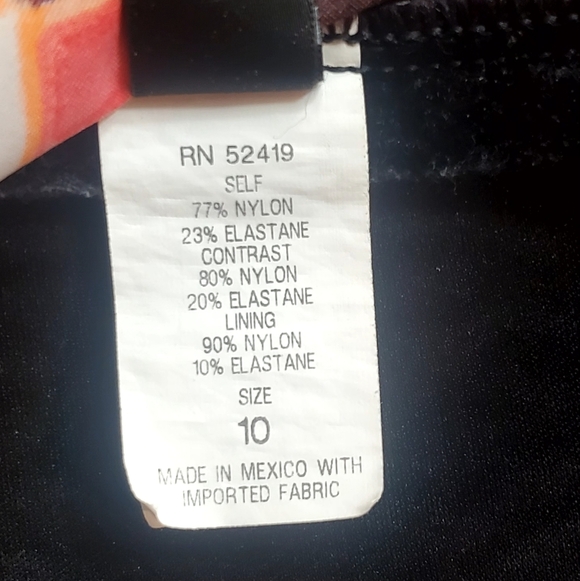 RN 52419
SELF
77% NYLON
23% ELASTANE
CONTRAST
80% NYLON
20% ELASTANE
LINING
90% NYLON
10% ELASTANE
SIZE
10
MADE IN MEXICO WITH
IMPORTED FABRIC